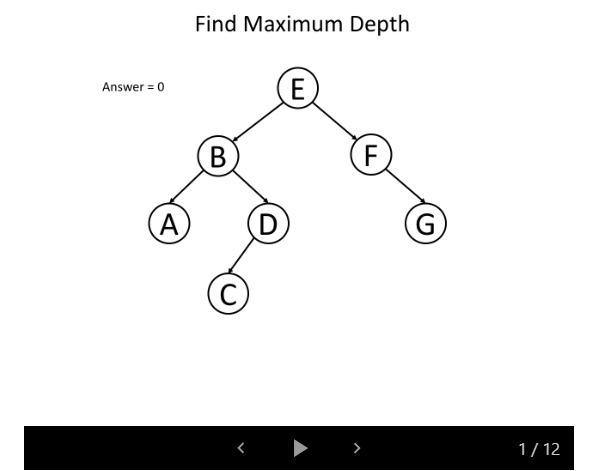 Find Maximum Depth
Answer = 0
E
B
F
A
D
G
C
1 / 12